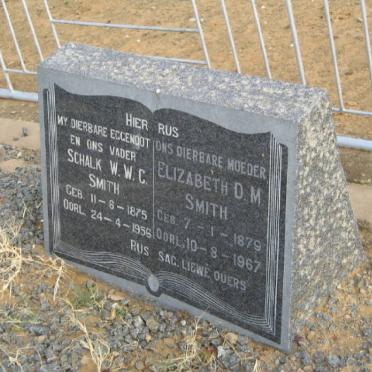 HIER RUS
MY DIERBARE EGGENOOT
EN ONS VADER
SCHALK W. W. C.
SMITH
GEB. 11-8-1875
OORL. 24-4-1956
ONS DIERBARE MOEDER
ELIZABETH D. M.
SMITH
GEB. 7-1-1879
OORL. 10-8-1967
RUS SAG, LIEWE OUERS